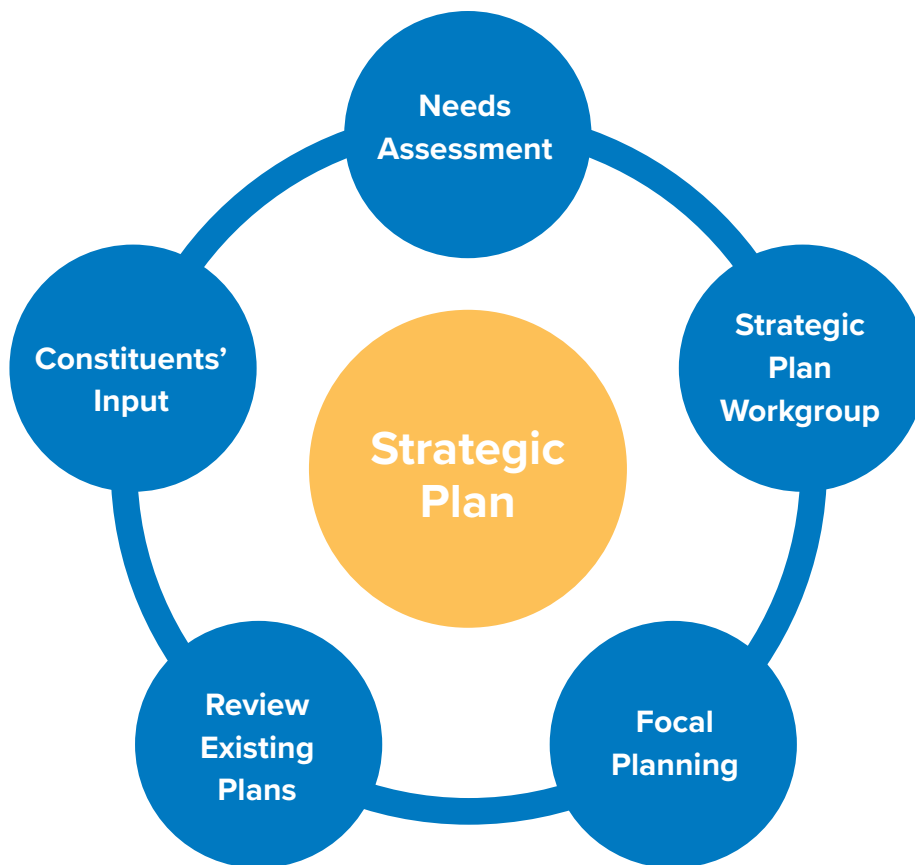 Needs
Assessment
Strategic
Plan
Workgroup
Constituents’
Input
Strategic
Plan
Review
Existing
Plans
Focal
Planning